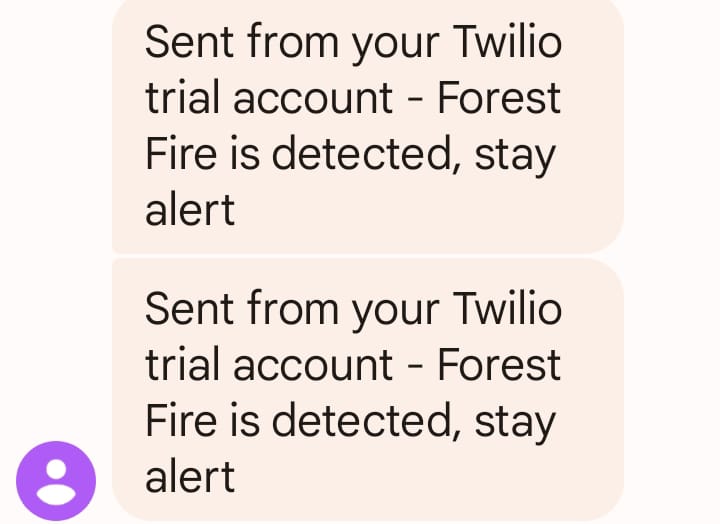 Sent from your Twilio
trial account - Forest
Fire is detected, stay
alert
Sent from your Twilio
trial account - Forest
Fire is detected, stay
alert